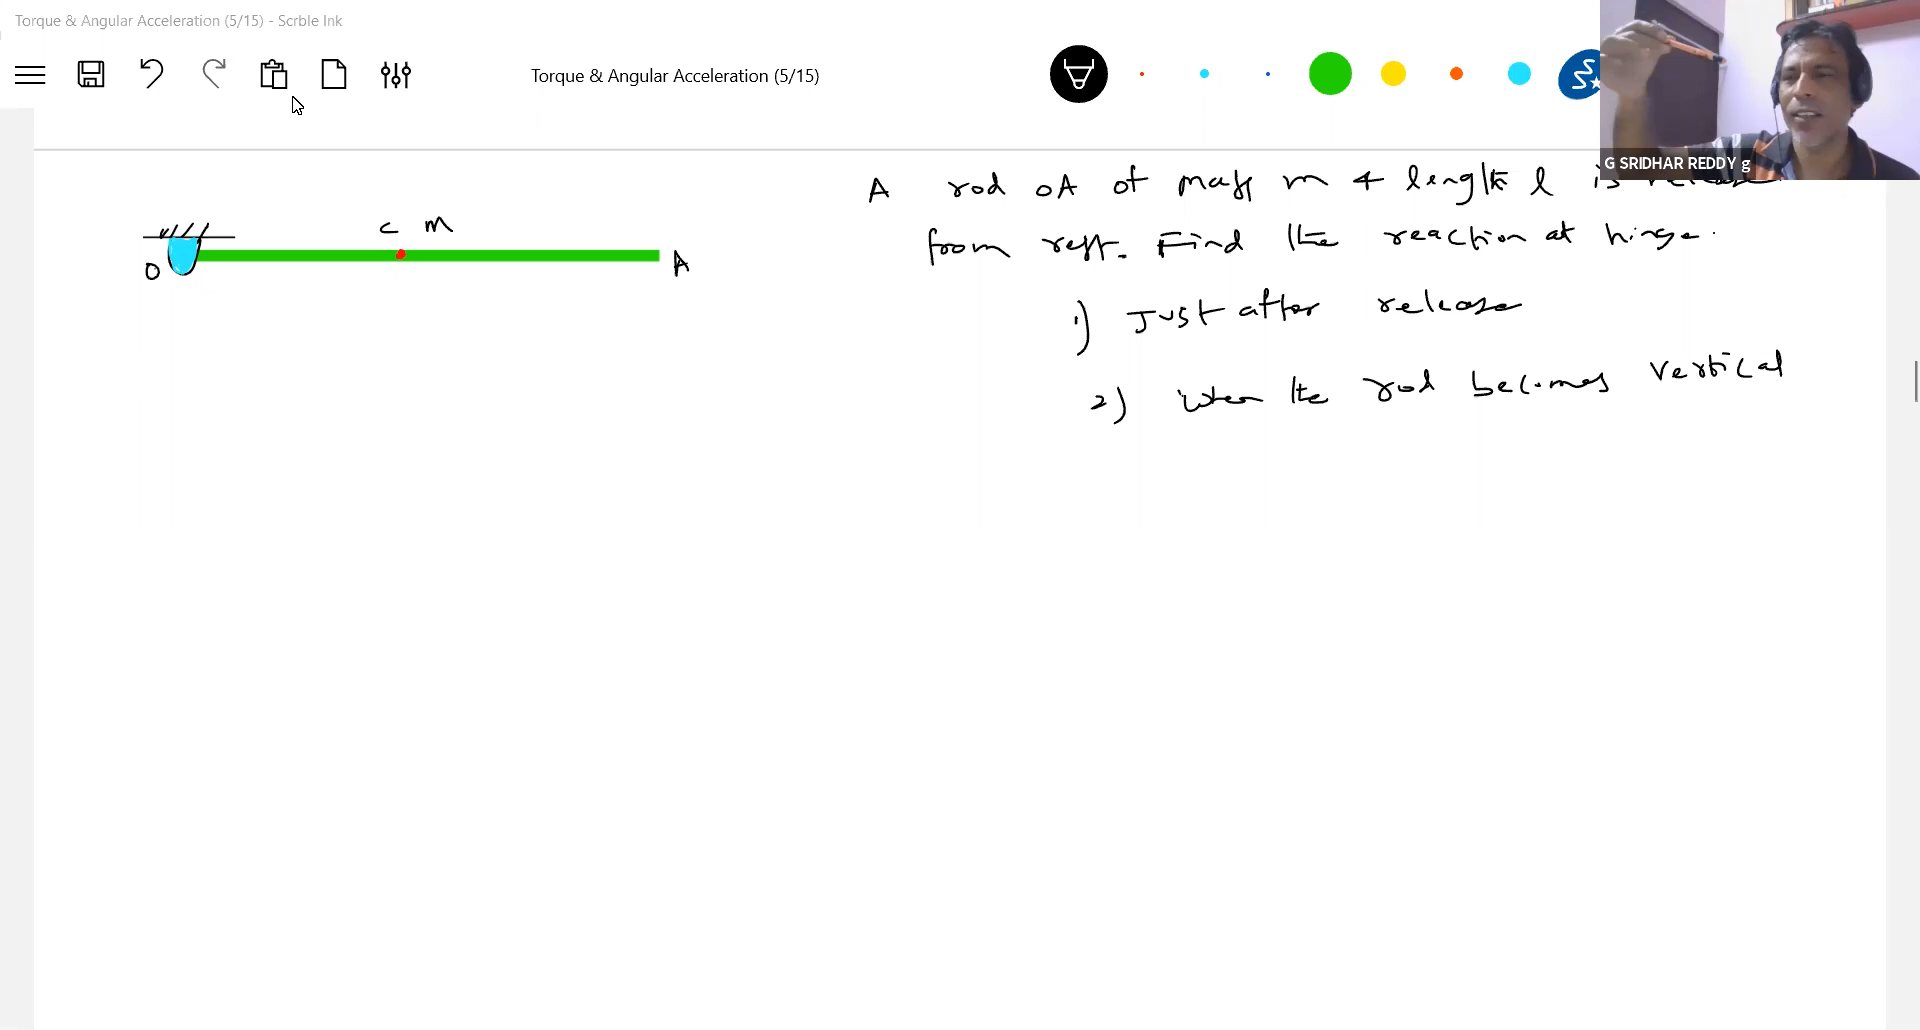 Torque & Angular Acceleration (5/15) - Scrble Ink
Torque & Angular Acceleration (5/15)
G SRIDHAR REDDY g
A rod OA of mass m & length l is
from rest. Find the reaction at hinge.
1) Just after release
2) when the rod becomes vertical
C m
O
A